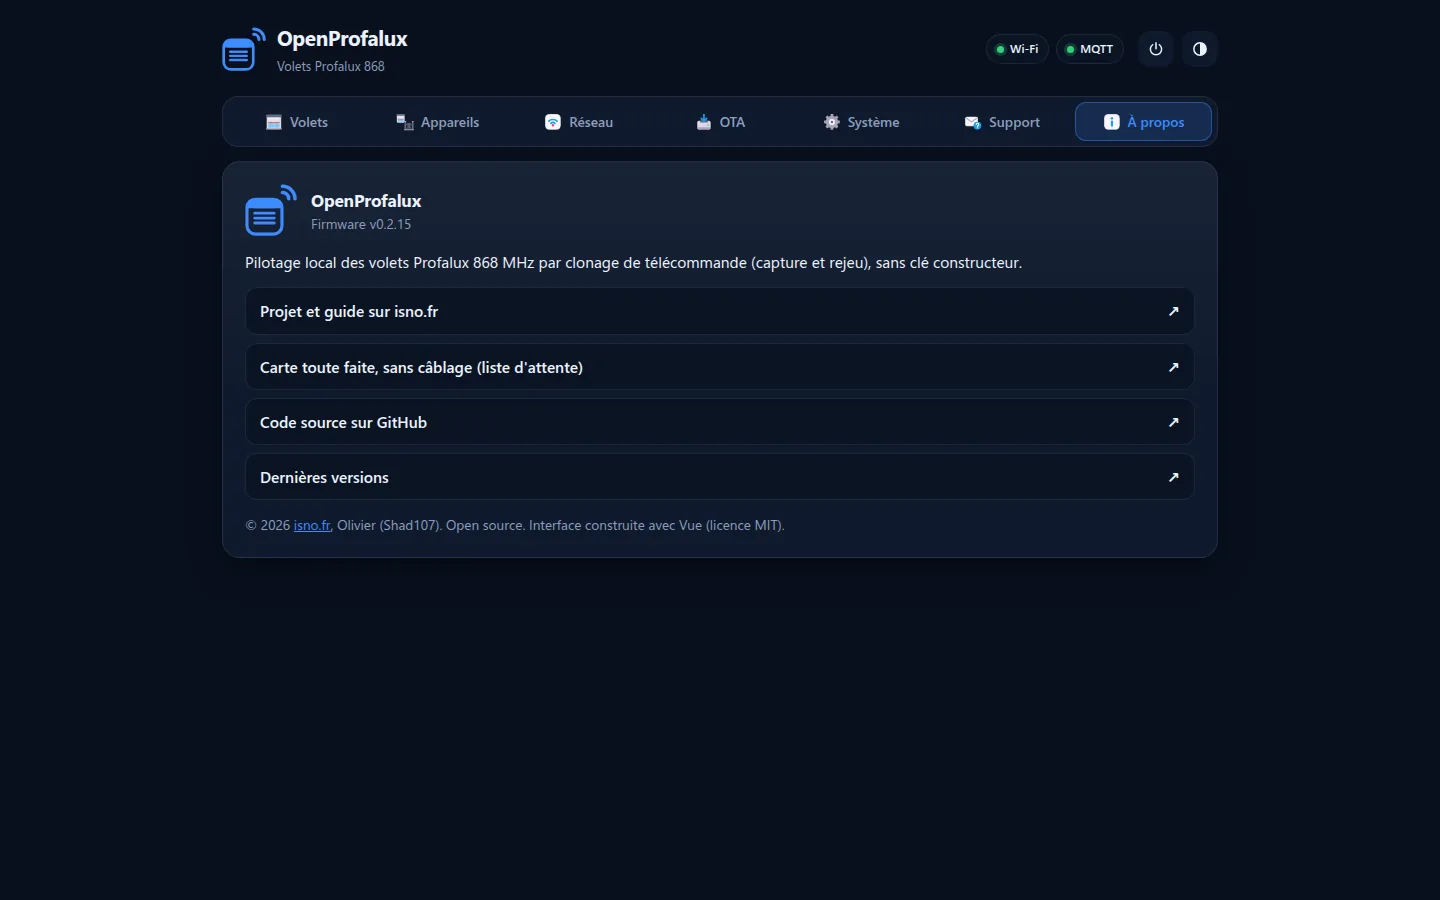 OpenProfalux
Volets Profalux 868
Wi-Fi
MQTT
Volets
Appareils
Réseau
OTA
Système
Support
À propos
OpenProfalux
Firmware v0.2.15
Pilotage local des volets Profalux 868 MHz par clonage de télécommande (capture et rejeu), sans clé constructeur.
Projet et guide sur isno.fr ↗
Carte toute faite, sans câblage (liste d'attente) ↗
Code source sur GitHub ↗
Dernières versions ↗
© 2026 isno.fr, Olivier (Shad107). Open source. Interface construite avec Vue (licence MIT).